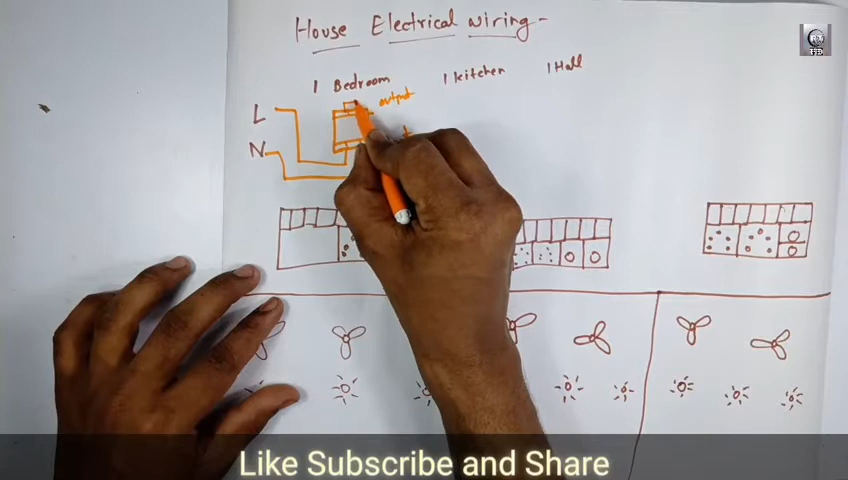 House Electrical wiring -
1 Bedroom 1 kitchen 1 Hall
output
L
N
Like Subscribe and Share